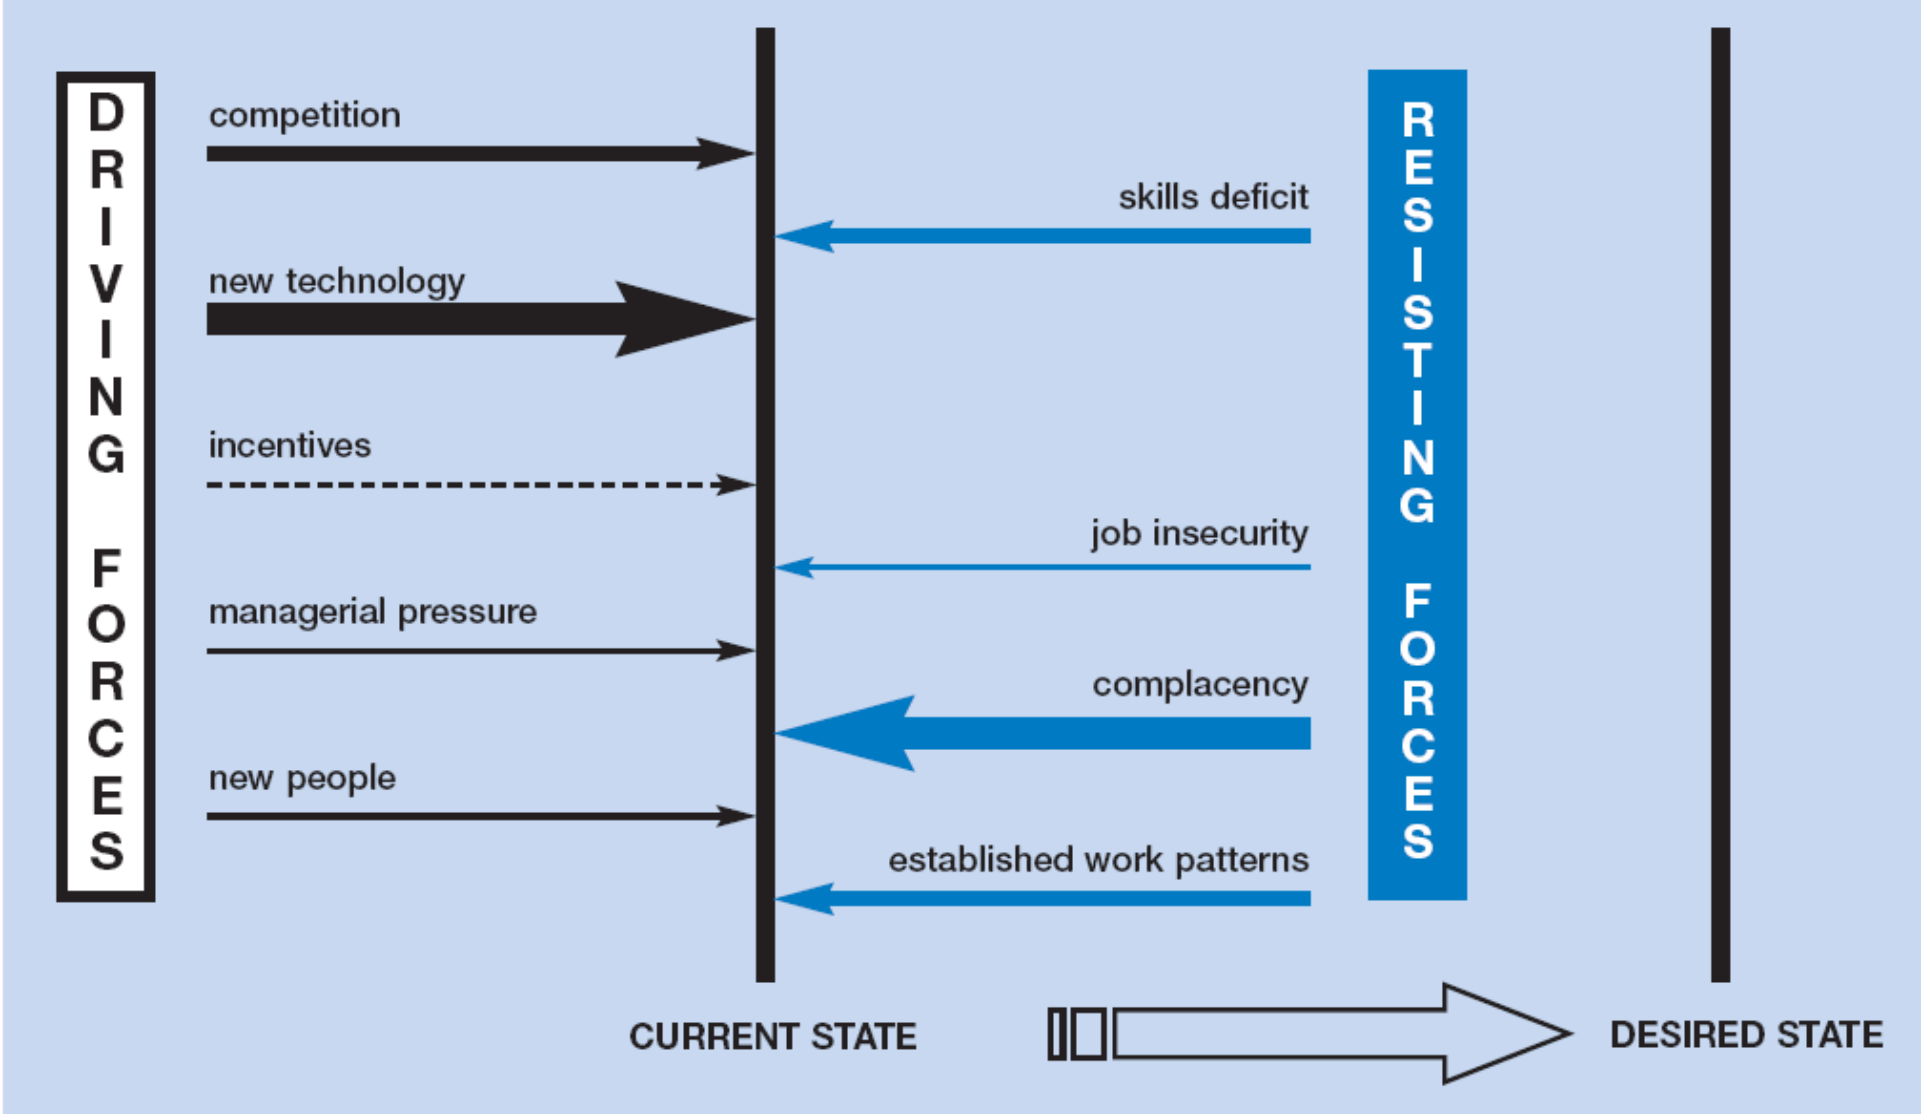 DRIVING FORCES
competition
new technology
incentives
managerial pressure
new people
skills deficit
job insecurity
complacency
established work patterns
RESISTING FORCES
CURRENT STATE
DESIRED STATE